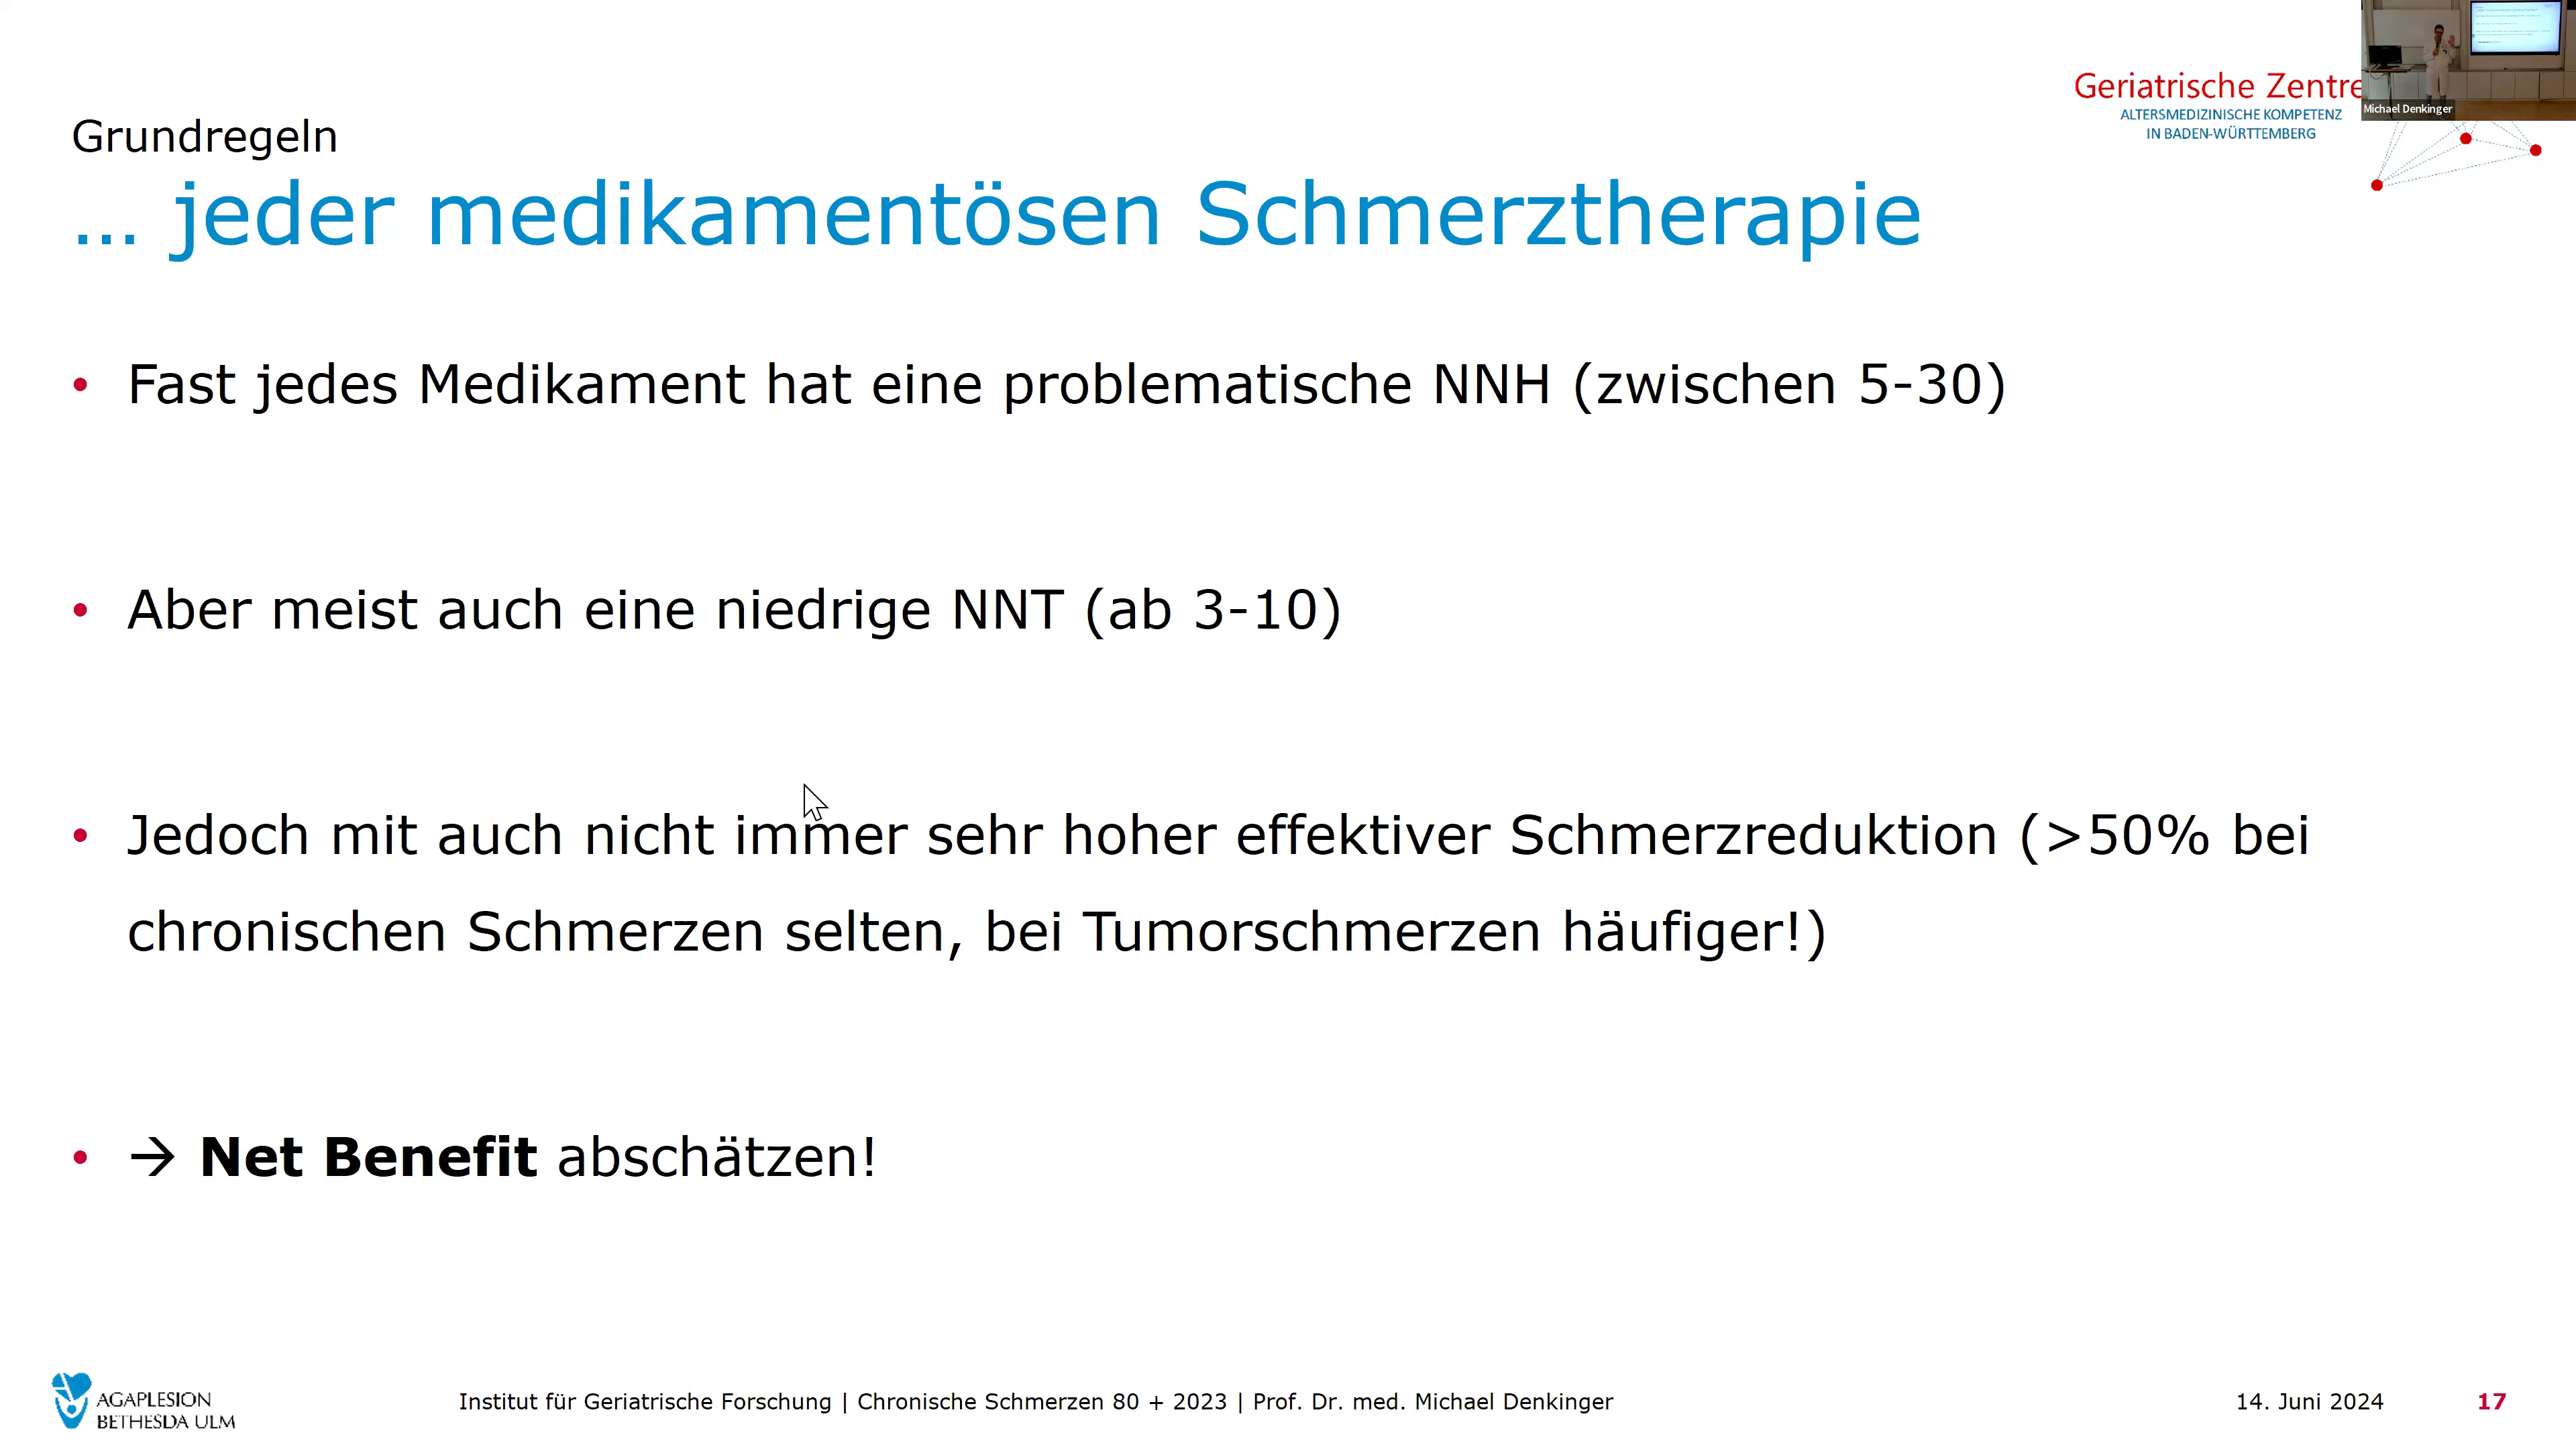 Geriatrische Zentre
ALTERSMEDIZINISCHE KOMPETENZ
IN BADEN-WÜRTTEMBERG
Michael Denkinger
Grundregeln
... jeder medikamentösen Schmerztherapie
• Fast jedes Medikament hat eine problematische NNH (zwischen 5-30)
• Aber meist auch eine niedrige NNT (ab 3-10)
• Jedoch mit auch nicht immer sehr hoher effektiver Schmerzreduktion (>50% bei
chronischen Schmerzen selten, bei Tumorschmerzen häufiger!)
• → Net Benefit abschätzen!
AGAPLESION
BETHESDA ULM
Institut für Geriatrische Forschung | Chronische Schmerzen 80 + 2023 | Prof. Dr. med. Michael Denkinger
14. Juni 2024
17